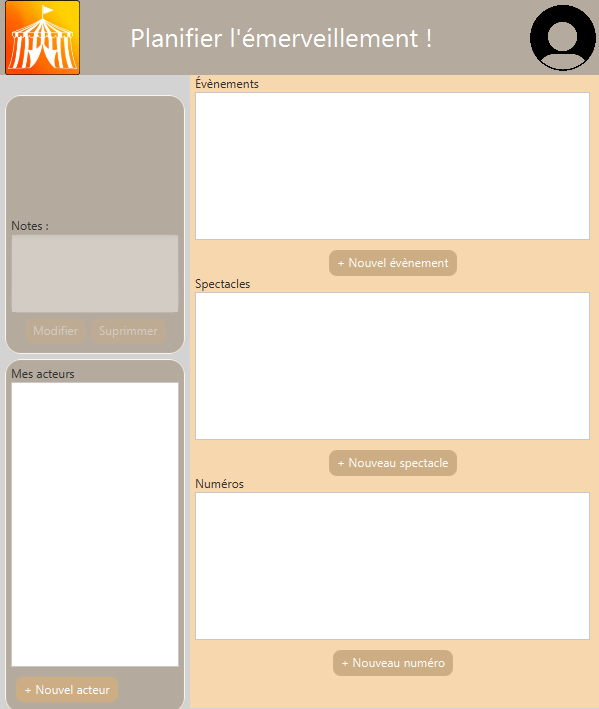 Planifier l'émerveillement !
Notes :
Modifier
Suprimmer
Mes acteurs
+ Nouvel acteur
Évènements
+ Nouvel évènement
Spectacles
+ Nouveau spectacle
Numéros
+ Nouveau numéro